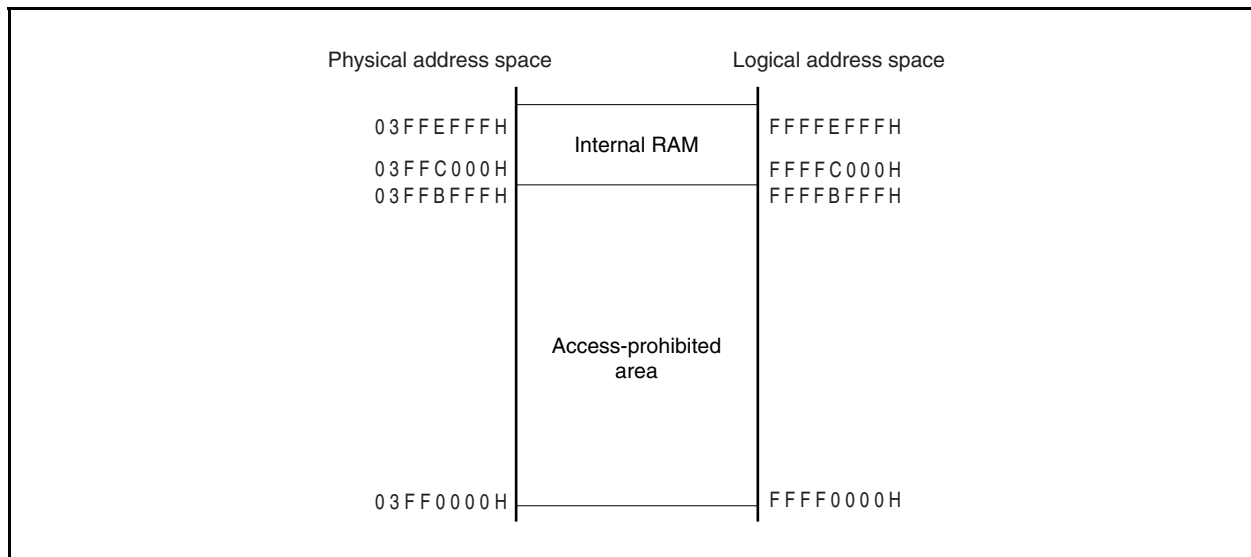 Physical address space Logical address space
03FFEFFFH FFFFEFFFH
Internal RAM
03FFC000H FFFFC000H
03FFBFFFH FFFFBFFFH
Access-prohibited
area
03FF0000H FFFF0000H